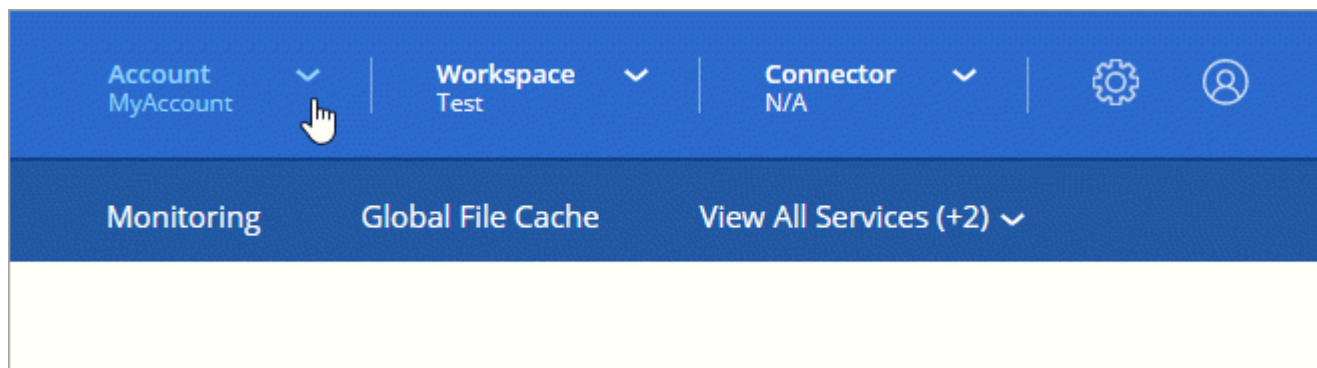 Account Workspace Connector
MyAccount Test N/A
Monitoring Global File Cache View All Services (+2)